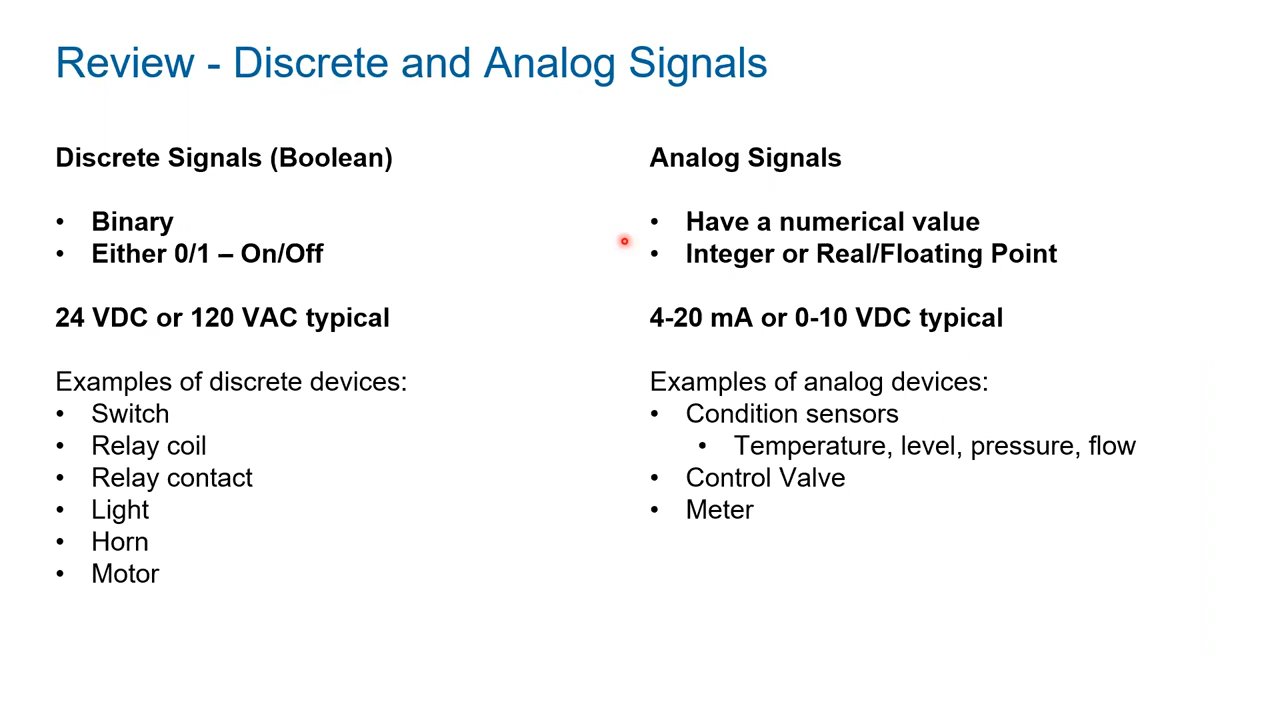 Review - Discrete and Analog Signals
Discrete Signals (Boolean)
• Binary
• Either 0/1 – On/Off
24 VDC or 120 VAC typical
Examples of discrete devices:
• Switch
• Relay coil
• Relay contact
• Light
• Horn
• Motor
Analog Signals
• Have a numerical value
• Integer or Real/Floating Point
4-20 mA or 0-10 VDC typical
Examples of analog devices:
• Condition sensors
• Temperature, level, pressure, flow
• Control Valve
• Meter